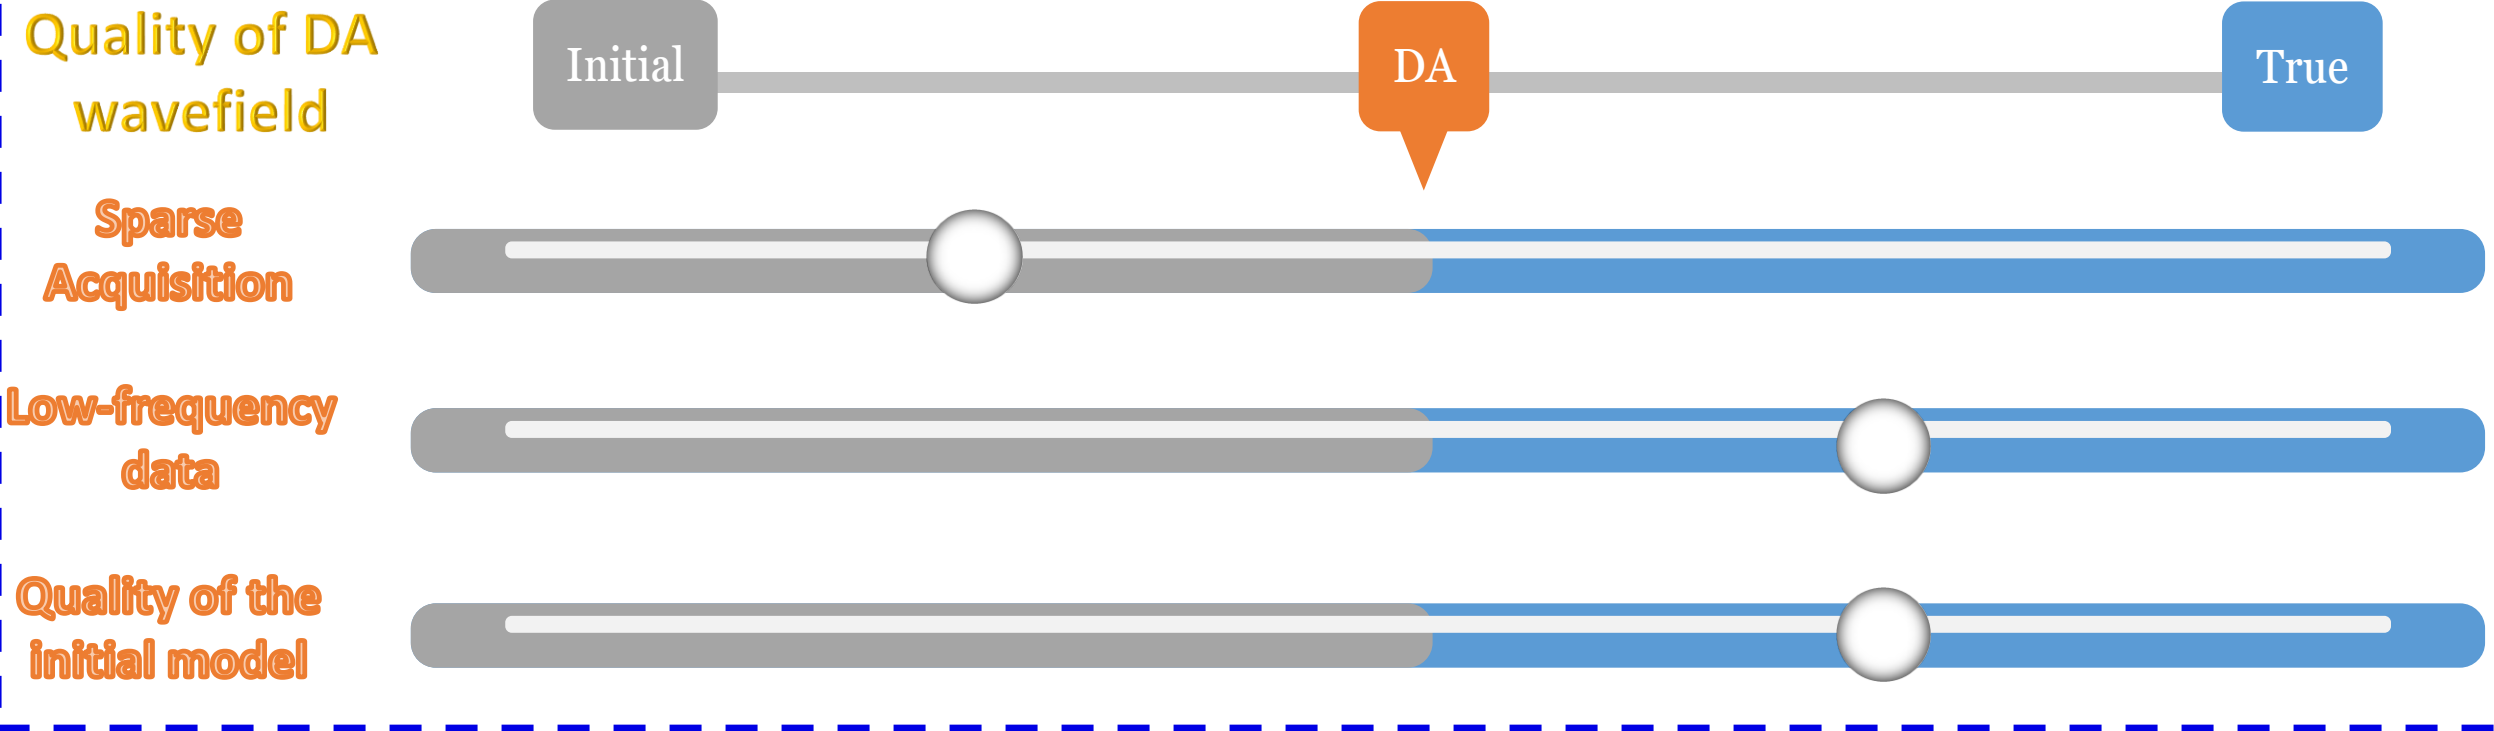 Quality of DA
wavefield
Initial
DA
True
Sparse
Acquisition
Low-frequency
data
Quality of the
initial model